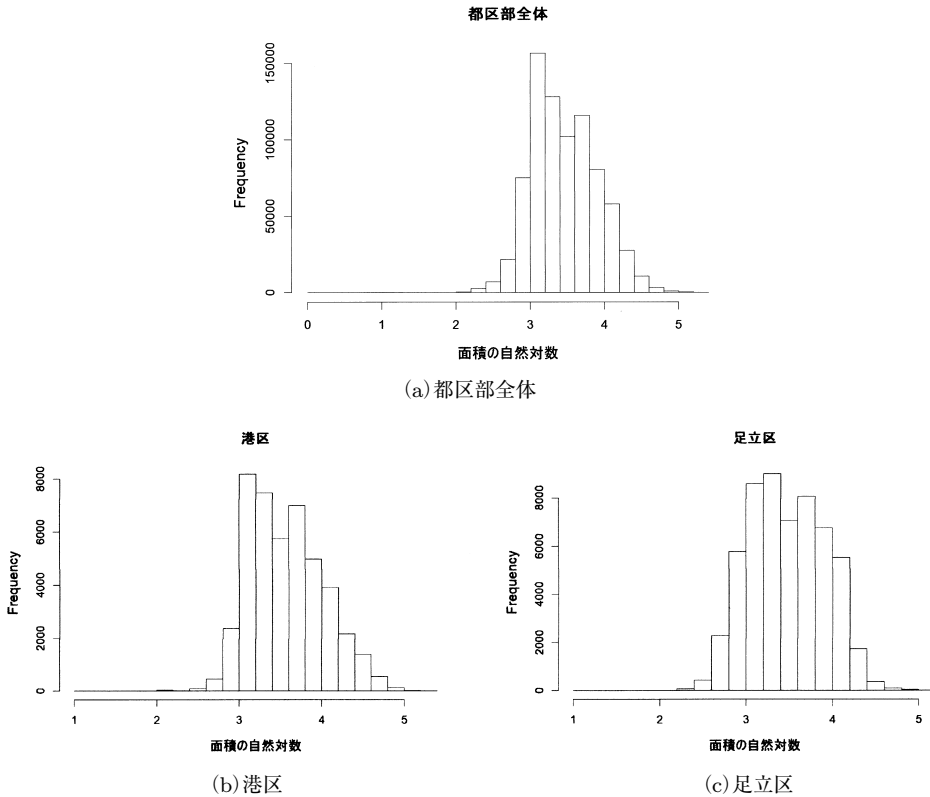 都区部全体
150000
100000
50000
0
Frequency
0 1 2 3 4 5
面積の自然対数
(a)都区部全体
港区
8000
6000
4000
2000
0
Frequency
1 2 3 4 5
面積の自然対数
(b)港区
足立区
8000
6000
4000
2000
0
Frequency
1 2 3 4 5
面積の自然対数
(c)足立区